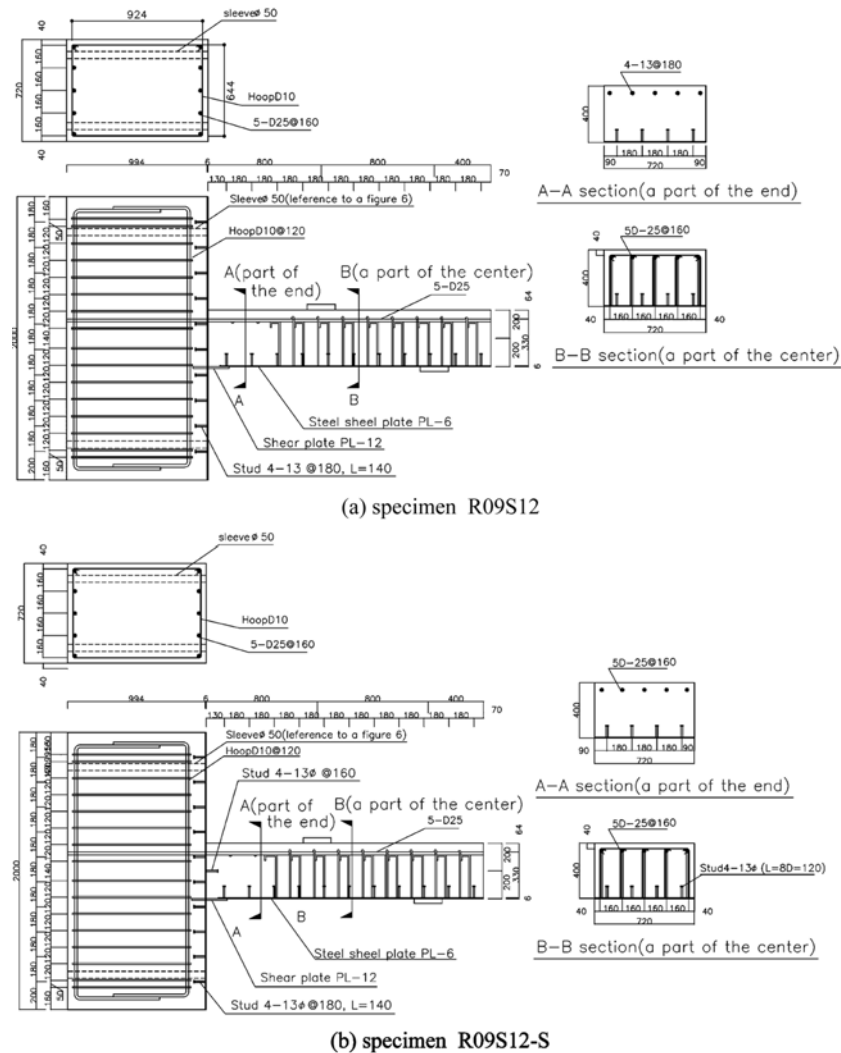 924
sleeveø 50
40
160
160
160
160
720
644
HoopD10
5-D25@160
40
994
6
800
800
400
70
130 180 180 180 180 180 180 180 180 180 180
Sleeveø 50(leference to a figure 6)
HoopD10@120
A(part of
the end)
B(a part of the center)
5-D25
64
200
330
200
6
A
B
Steel sheel plate PL-6
Shear plate PL-12
Stud 4-13 @180, L=140
50
50
4-13@180
400
180 180 180
90
720
90
A-A section(a part of the end)
5D-25@160
40
400
160 160 160 160
40
720
40
B-B section(a part of the center)
(a) specimen R09S12
sleeveø 50
40
160
160
160
160
720
HoopD10
5-D25@160
40
994
6
800
800
400
70
130 180 180 180 180 180 180 180 180 180 180
Sleeveø 50(leference to a figure 6)
HoopD10@120
Stud 4-13ø @160
A(part of
the end)
B(a part of the center)
5-D25
64
200
330
200
6
2000
A
B
Steel sheel plate PL-6
Shear plate PL-12
Stud 4-13ø@180, L=140
50
5D-25@160
400
90
180 180 180 90
720
A-A section(a part of the end)
5D-25@160
40
400
Stud4-13ø (L=8D=120)
40
160 160 160 160
40
720
B-B section(a part of the center)
(b) specimen R09S12-S